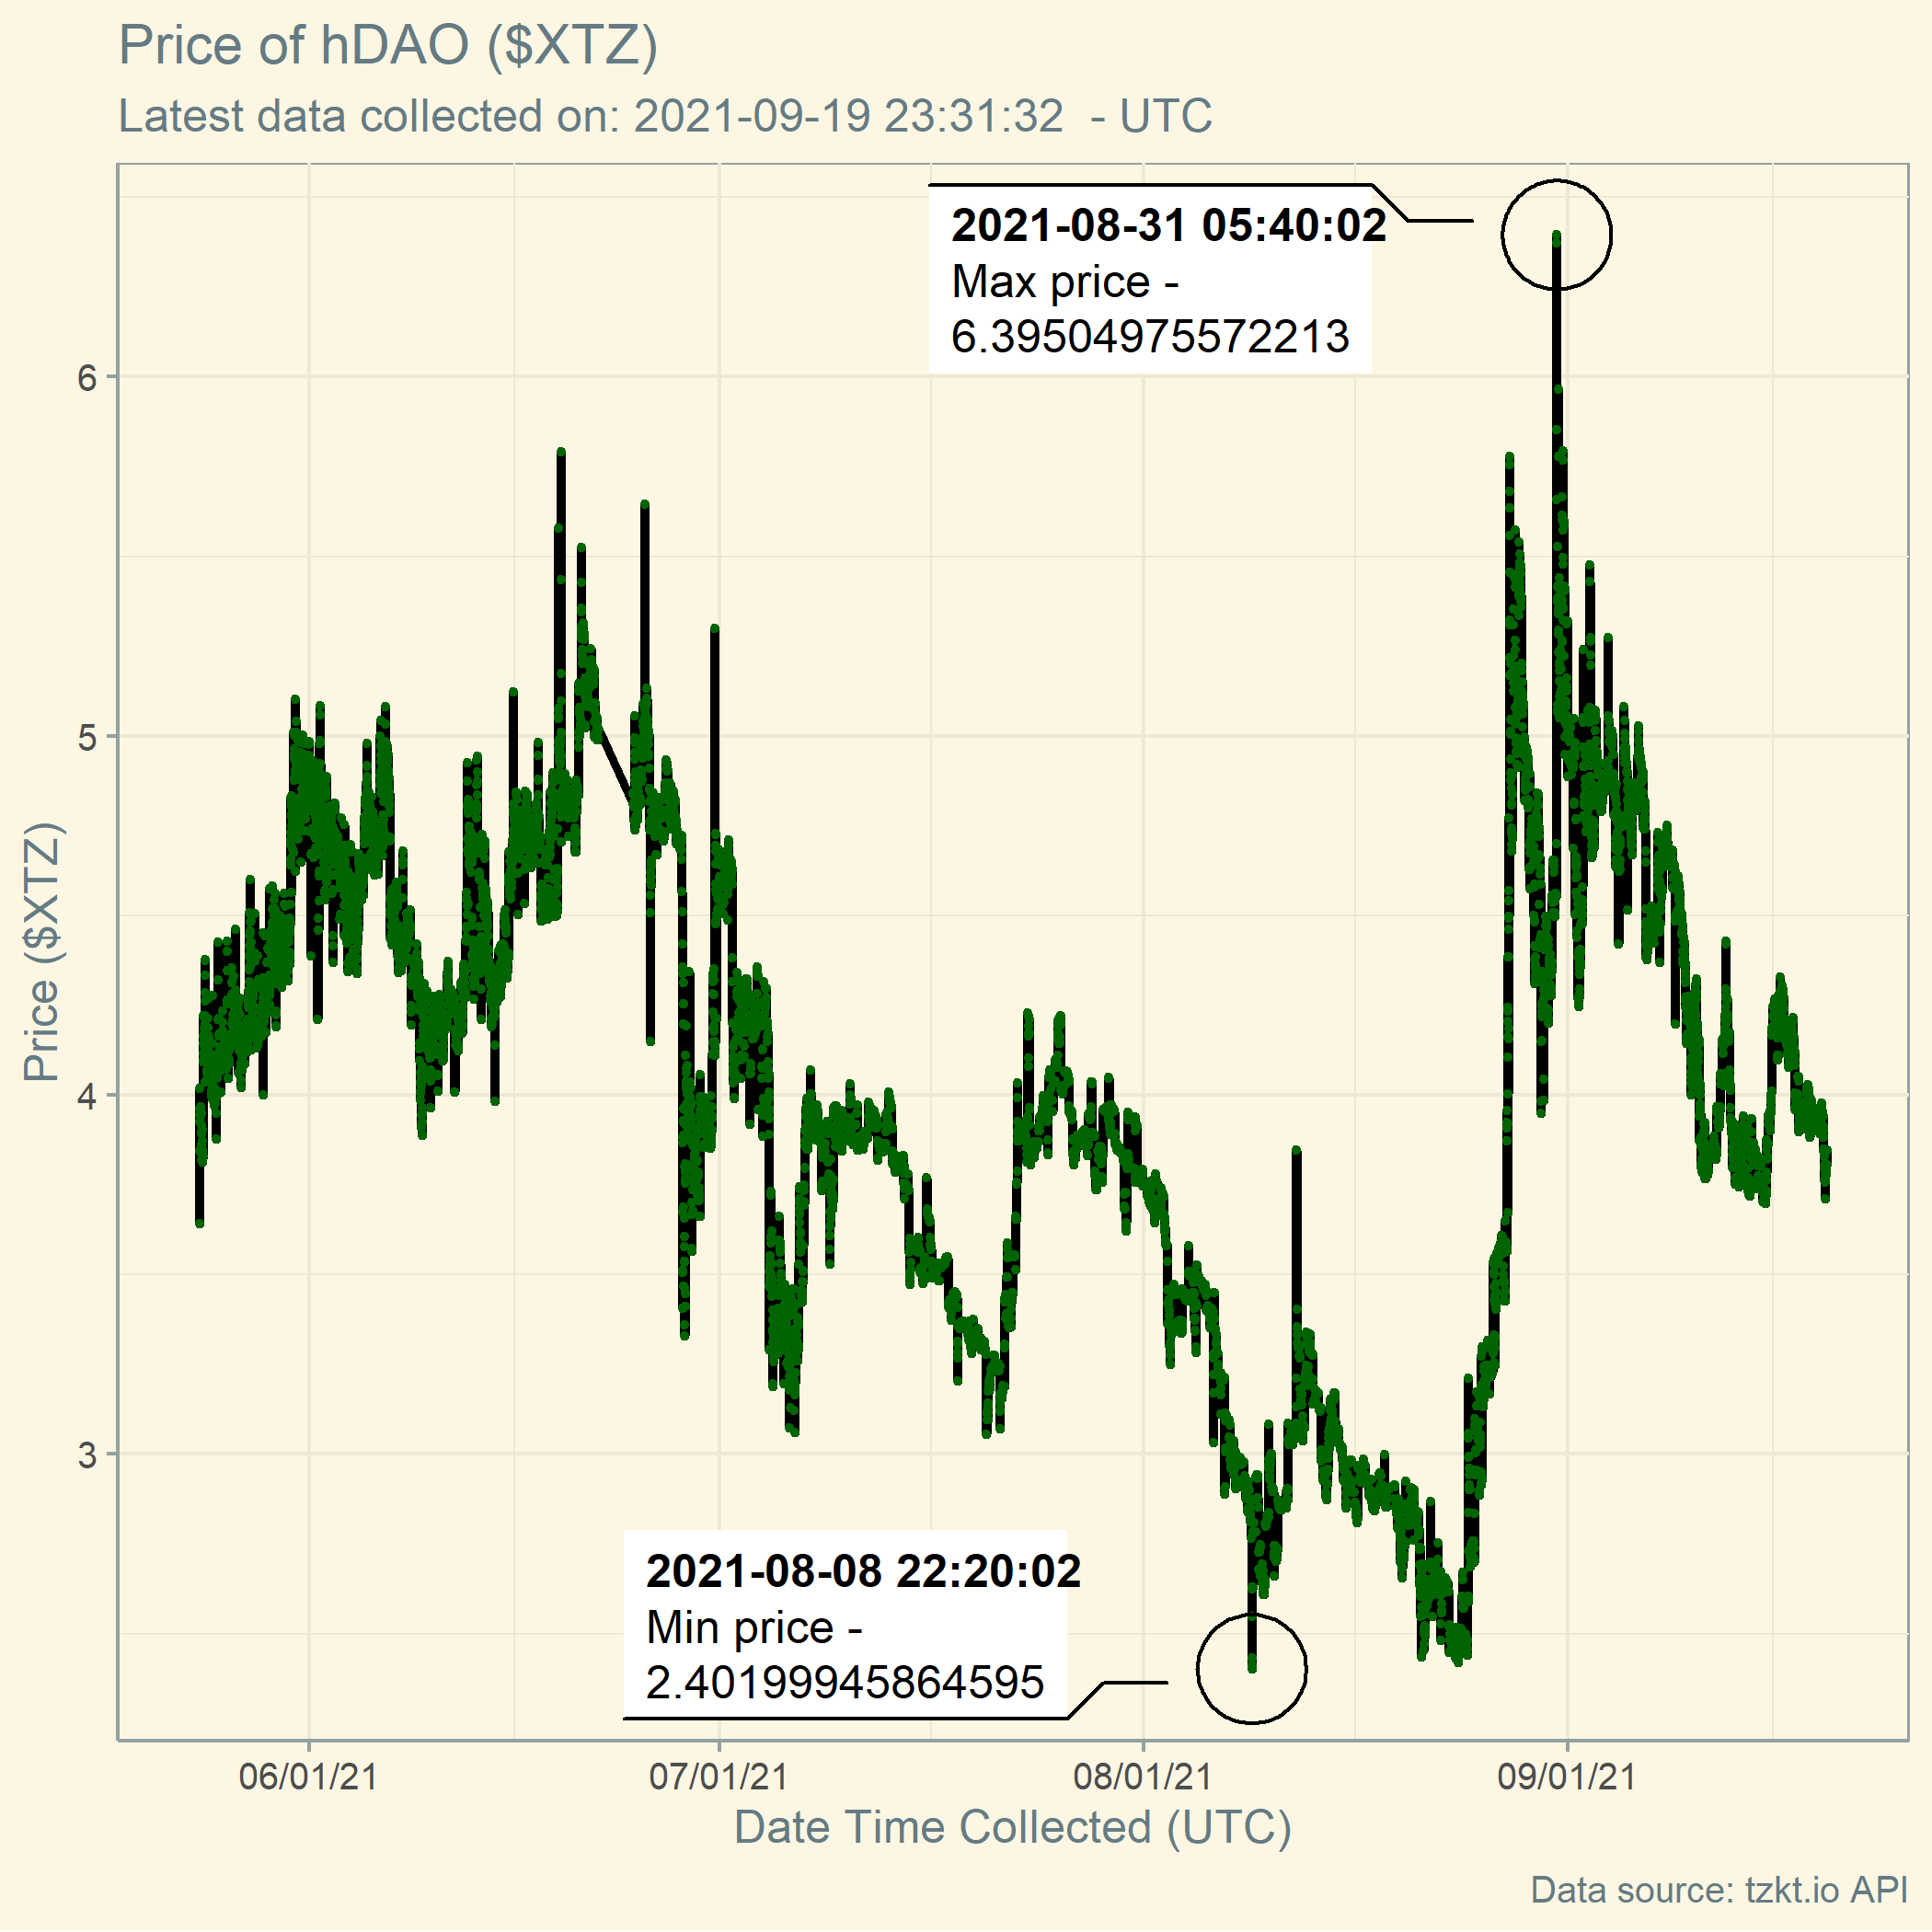 Price of hDAO ($XTZ)
Latest data collected on: 2021-09-19 23:31:32  - UTC
2021-08-31 05:40:02
Max price -
6.39504975572213
6
5
4
3
Price ($XTZ)
2021-08-08 22:20:02
Min price -
2.40199945864595
06/01/21
07/01/21
08/01/21
09/01/21
Date Time Collected (UTC)
Data source: tzkt.io API